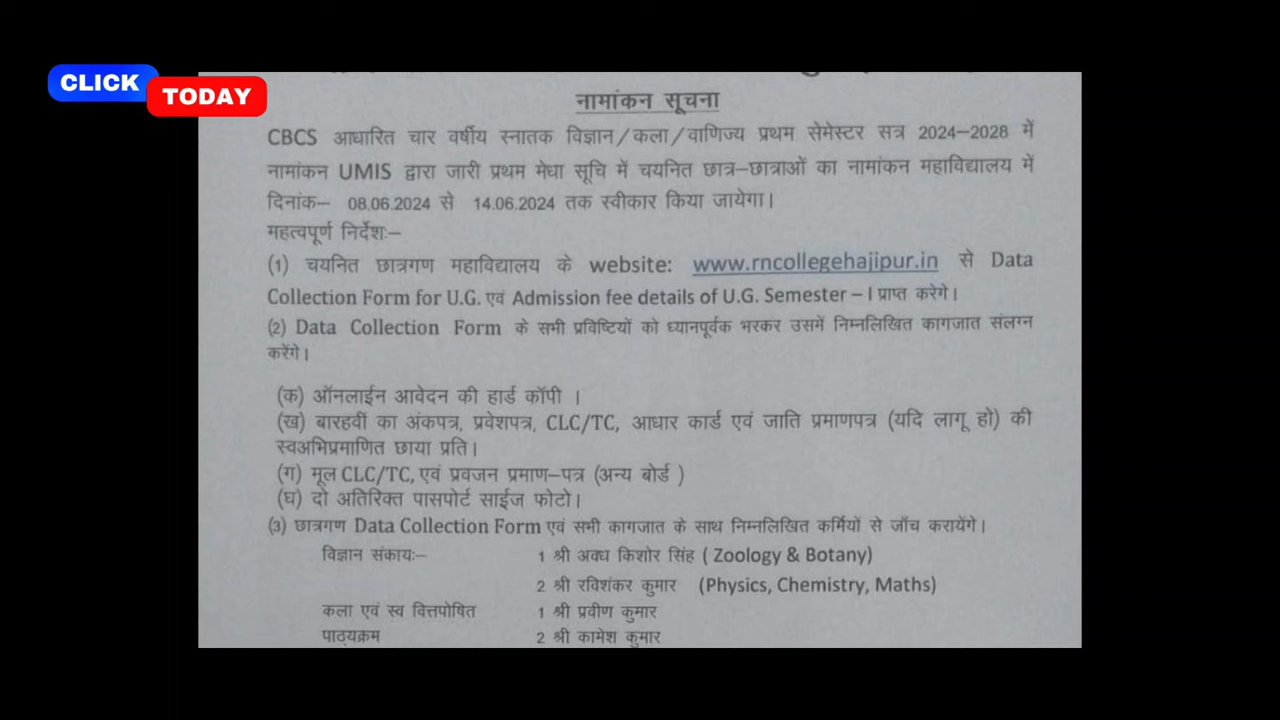 CLICK
TODAY
नामांकन सूचना
CBCS आधारित चार वर्षीय स्नातक विज्ञान/कला/वाणिज्य प्रथम सेमेस्टर सत्र 2024–2028 में
नामांकन UMIS द्वारा जारी प्रथम मेधा सूचि में चयनित छात्र–छात्राओं का नामांकन महाविद्यालय में
दिनांक– 08.06.2024 से 14.06.2024 तक स्वीकार किया जायेगा।
महत्वपूर्ण निर्देशः–
(1) चयनित छात्रगण महाविद्यालय के website: www.rncollegehajipur.in से Data
Collection Form for U.G. एवं Admission fee details of U.G. Semester – I प्राप्त करेगे।
(2) Data Collection Form के सभी प्रविष्टियों को ध्यानपूर्वक भरकर उसमें निम्नलिखित कागजात संलग्न
करेंगे।
(क) ऑनलाईन आवेदन की हार्ड कॉपी ।
(ख) बारहवीं का अंकपत्र, प्रवेशपत्र, CLC/TC, आधार कार्ड एवं जाति प्रमाणपत्र (यदि लागू हो) की
स्वअभिप्रमाणित छाया प्रति।
(ग) मूल CLC/TC, एवं प्रवजन प्रमाण–पत्र (अन्य बोर्ड )
(घ) दो अतिरिक्त पासपोर्ट साईज फोटो।
(3) छात्रगण Data Collection Form एवं सभी कागजात के साथ निम्नलिखित कर्मियों से जाँच करायेंगे।
विज्ञान संकायः– 1 श्री अवध किशोर सिंह ( Zoology & Botany)
2 श्री रविशंकर कुमार (Physics, Chemistry, Maths)
कला एवं स्व वित्तपोषित 1 श्री प्रवीण कुमार
पाठ्यक्रम 2 श्री कामेश कुमार